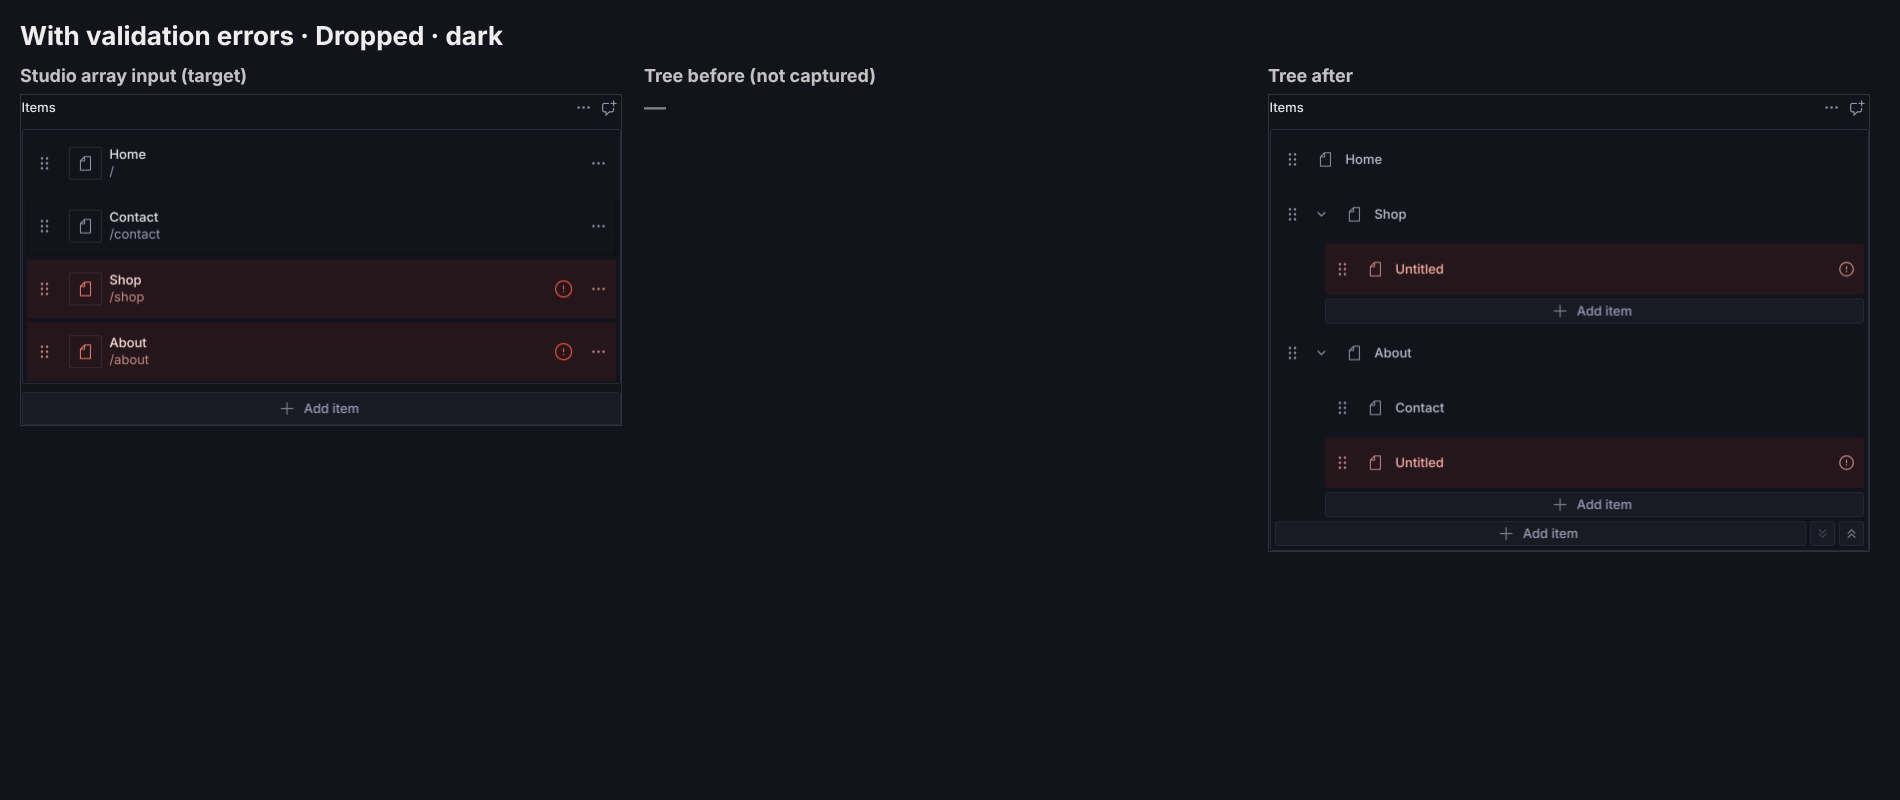 With validation errors · Dropped · dark
Studio array input (target)
Items
Home
/
Contact
/contact
Shop
/shop
About
/about
Add item
Tree before (not captured)
—
Tree after
Items
Home
Shop
Untitled
Add item
About
Contact
Untitled
Add item
Add item